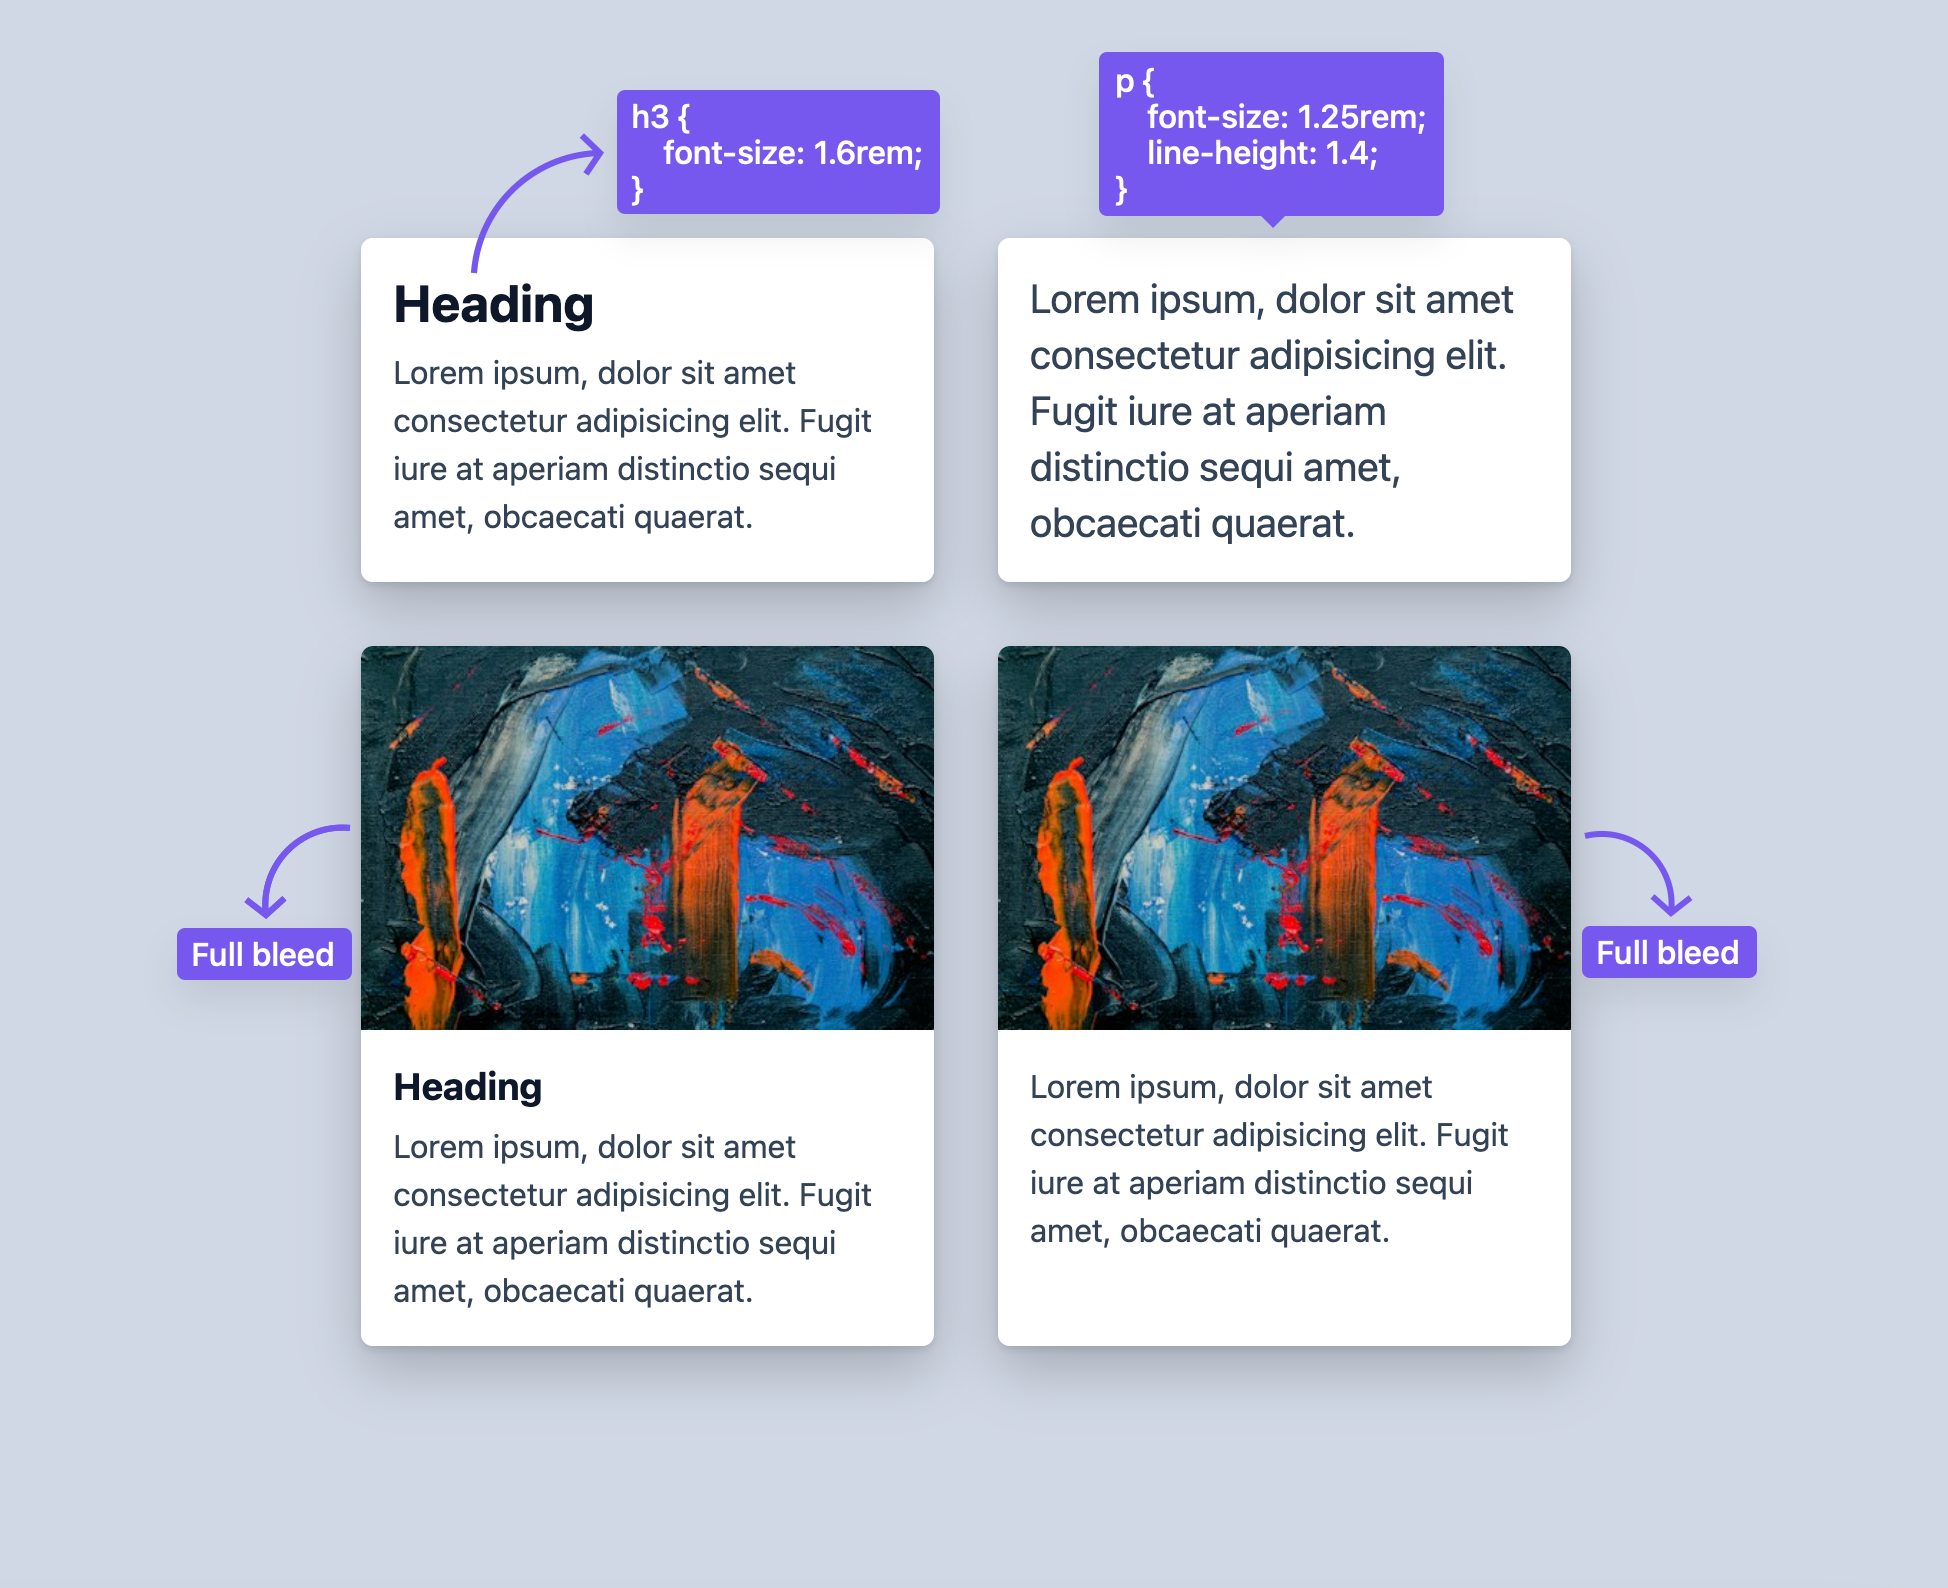 h3 {
font-size: 1.6rem;
}
p {
font-size: 1.25rem;
line-height: 1.4;
}
Heading
Lorem ipsum, dolor sit amet
consectetur adipisicing elit. Fugit
iure at aperiam distinctio sequi
amet, obcaecati quaerat.
Lorem ipsum, dolor sit amet
consectetur adipisicing elit.
Fugit iure at aperiam
distinctio sequi amet,
obcaecati quaerat.
Full bleed
Full bleed
Heading
Lorem ipsum, dolor sit amet
consectetur adipisicing elit. Fugit
iure at aperiam distinctio sequi
amet, obcaecati quaerat.
Lorem ipsum, dolor sit amet
consectetur adipisicing elit. Fugit
iure at aperiam distinctio sequi
amet, obcaecati quaerat.